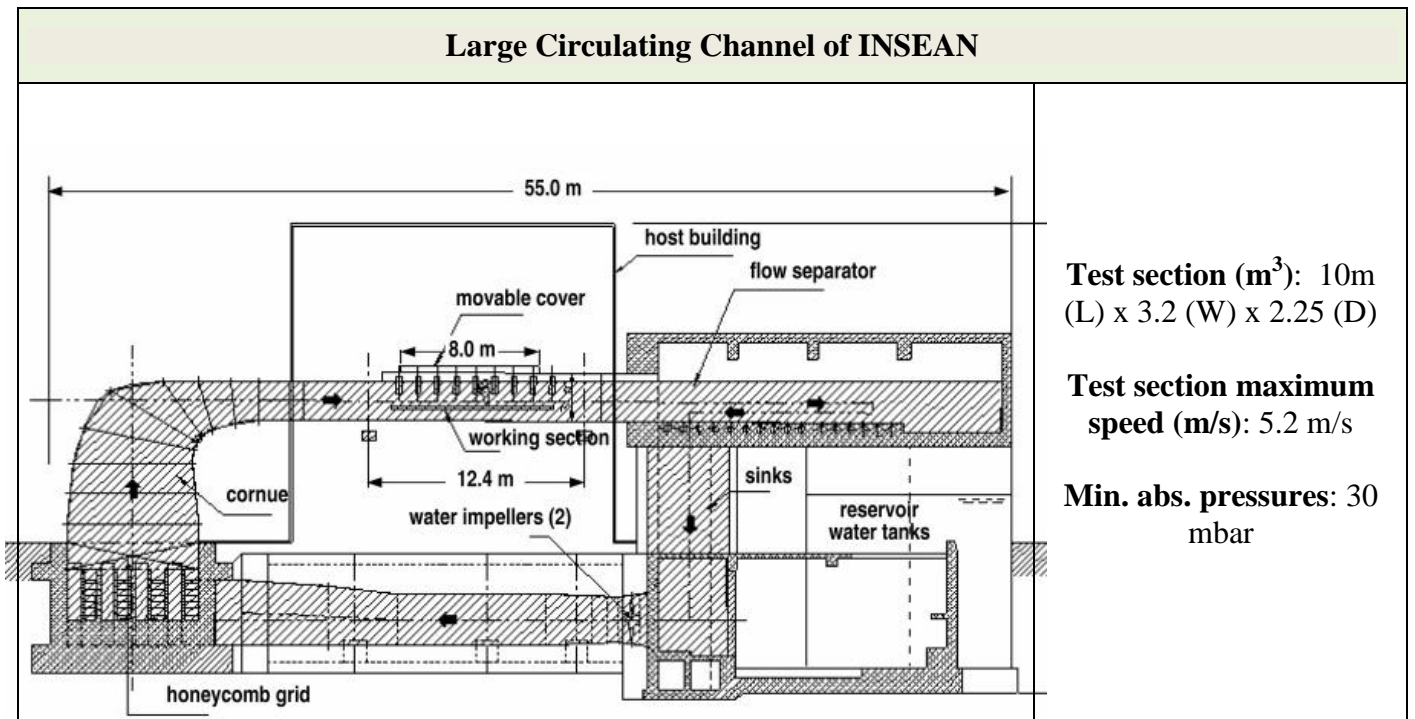 Large Circulating Channel of INSEAN
55.0 m
host building
flow separator
movable cover
8.0 m
working section
12.4 m
cornue
sinks
water impellers (2)
reservoir
water tanks
honeycomb grid
Test section (m³): 10m
(L) x 3.2 (W) x 2.25 (D)
Test section maximum
speed (m/s): 5.2 m/s
Min. abs. pressures: 30
mbar